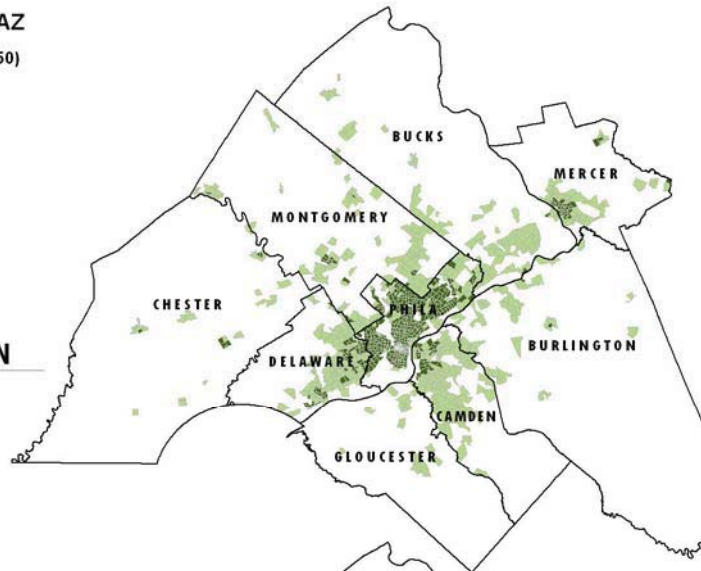 AZ
50)
BUCKS
MERCER
MONTGOMERY
CHESTER
PHILA
N
DELAWARE
BURLINGTON
CAMDEN
GLOUCESTER